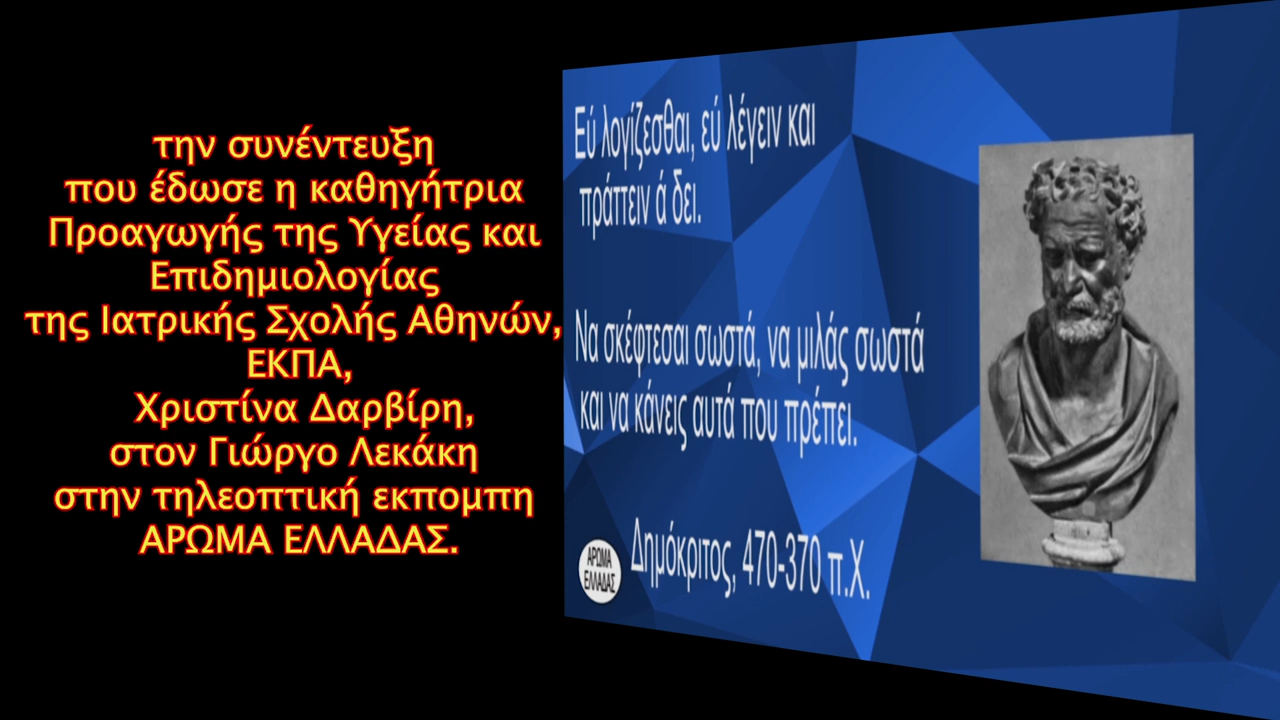 την συνέντευξη
που έδωσε η καθηγήτρια
Προαγωγής της Υγείας και
Επιδημιολογίας
της Ιατρικής Σχολής Αθηνών,
ΕΚΠΑ,
Χριστίνα Δαρβίρη,
στον Γιώργο Λεκάκη
στην τηλεοπτική εκπομπη
ΑΡΩΜΑ ΕΛΛΑΔΑΣ.
Εύ λογίζεσθαι, εύ λέγειν και
πράττειν ά δει.
Να σκέφτεσαι σωστά, να μιλάς σωστά
και να κάνεις αυτά που πρέπει.
Δημόκριτος, 470-370 π.Χ.
ΑΡΩΜΑ
ΕΛΛΑΔΑΣ